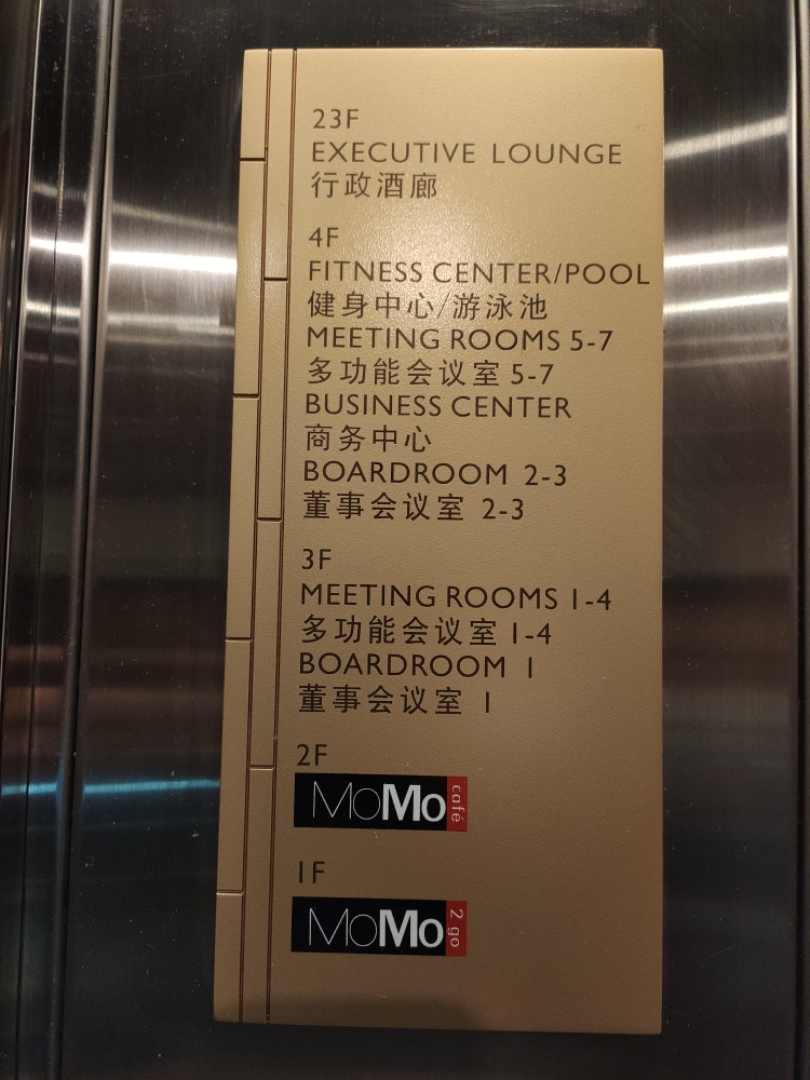 23F
EXECUTIVE LOUNGE
行政酒廊
4F
FITNESS CENTER/POOL
健身中心/游泳池
MEETING ROOMS 5-7
多功能会议室 5-7
BUSINESS CENTER
商务中心
BOARDROOM 2-3
董事会议室 2-3
3F
MEETING ROOMS 1-4
多功能会议室 1-4
BOARDROOM 1
董事会议室 1
2F
MoMo café
1F
MoMo 2 go